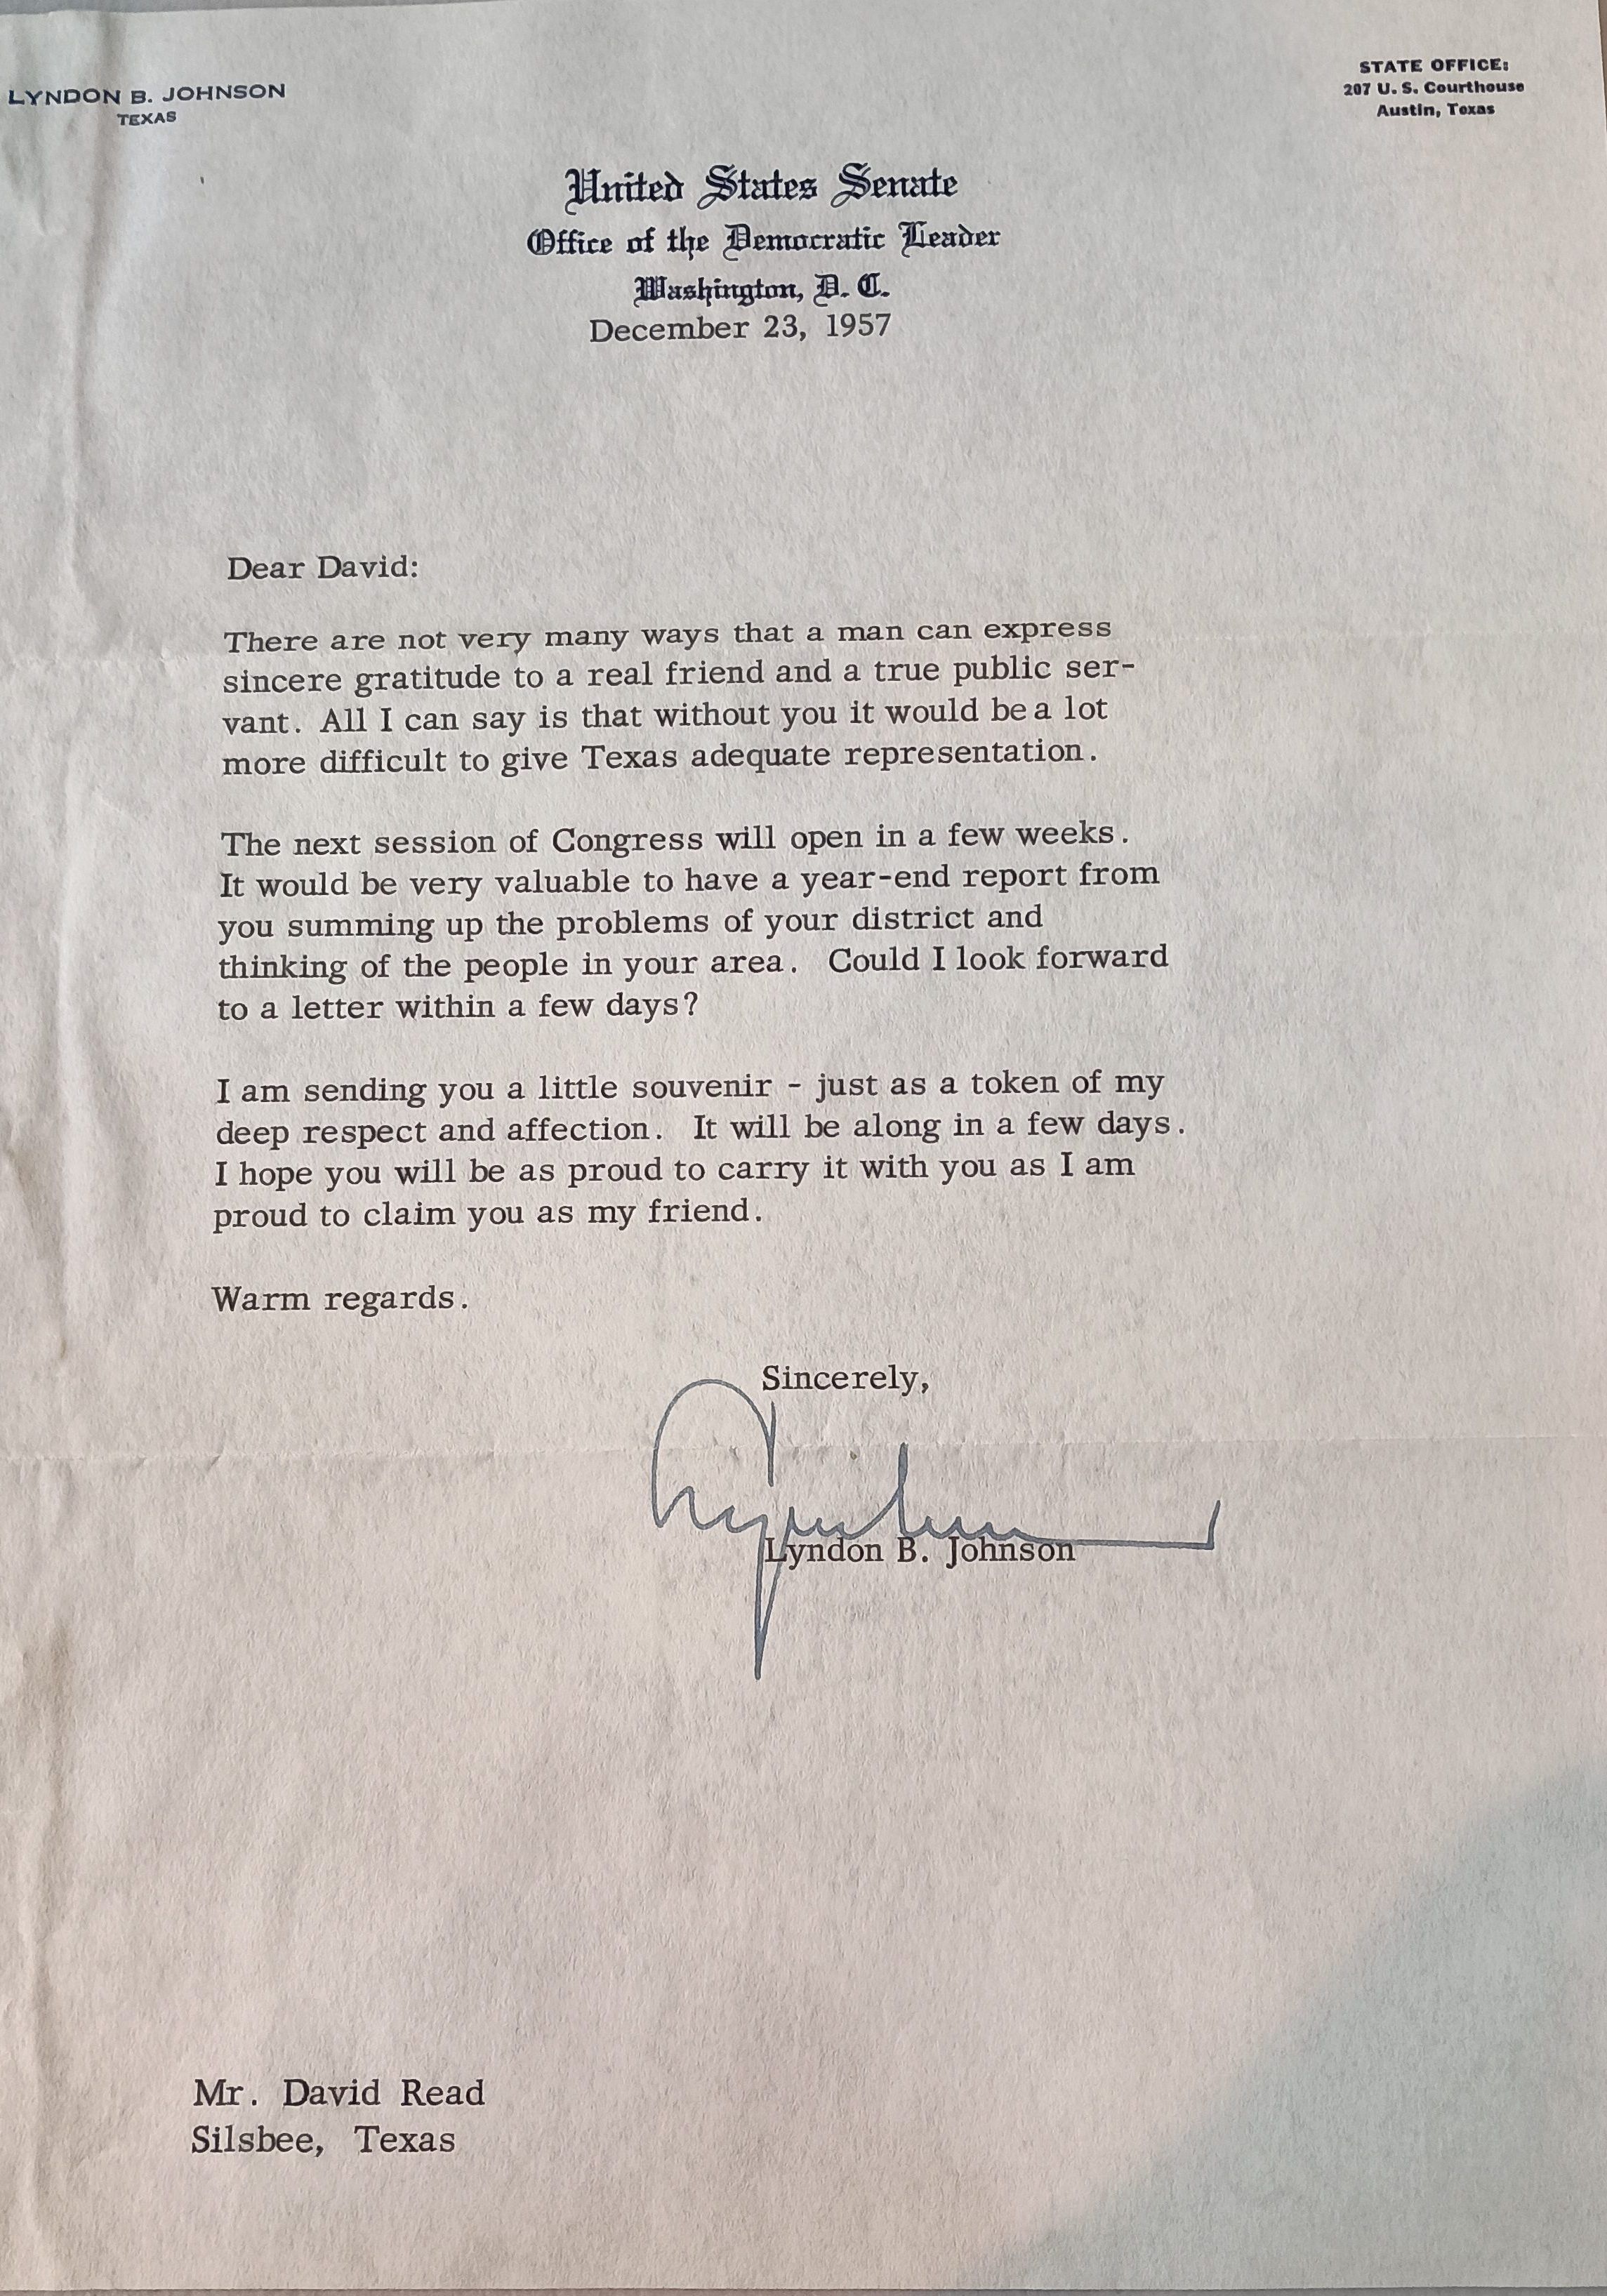 LYNDON B. JOHNSON
TEXAS
STATE OFFICE:
207 U. S. Courthouse
Austin, Texas
United States Senate
Office of the Democratic Leader
Washington, D. C.
December 23, 1957
Dear David:
There are not very many ways that a man can express
sincere gratitude to a real friend and a true public ser-
vant. All I can say is that without you it would be a lot
more difficult to give Texas adequate representation.
The next session of Congress will open in a few weeks.
It would be very valuable to have a year-end report from
you summing up the problems of your district and
thinking of the people in your area. Could I look forward
to a letter within a few days?
I am sending you a little souvenir - just as a token of my
deep respect and affection. It will be along in a few days.
I hope you will be as proud to carry it with you as I am
proud to claim you as my friend.
Warm regards.
Sincerely,
Lyndon
Lyndon B. Johnson
Mr. David Read
Silsbee, Texas